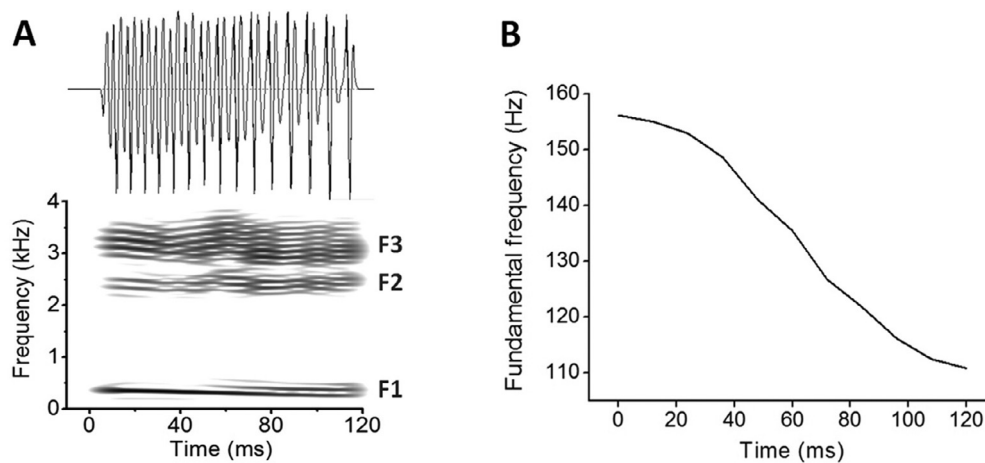 A
4
3
2
1
0
Frequency (kHz)
F3
F2
F1
0 40 80 120
Time (ms)
B
160
150
140
130
120
110
Fundamental frequency (Hz)
0 20 40 60 80 100 120
Time (ms)